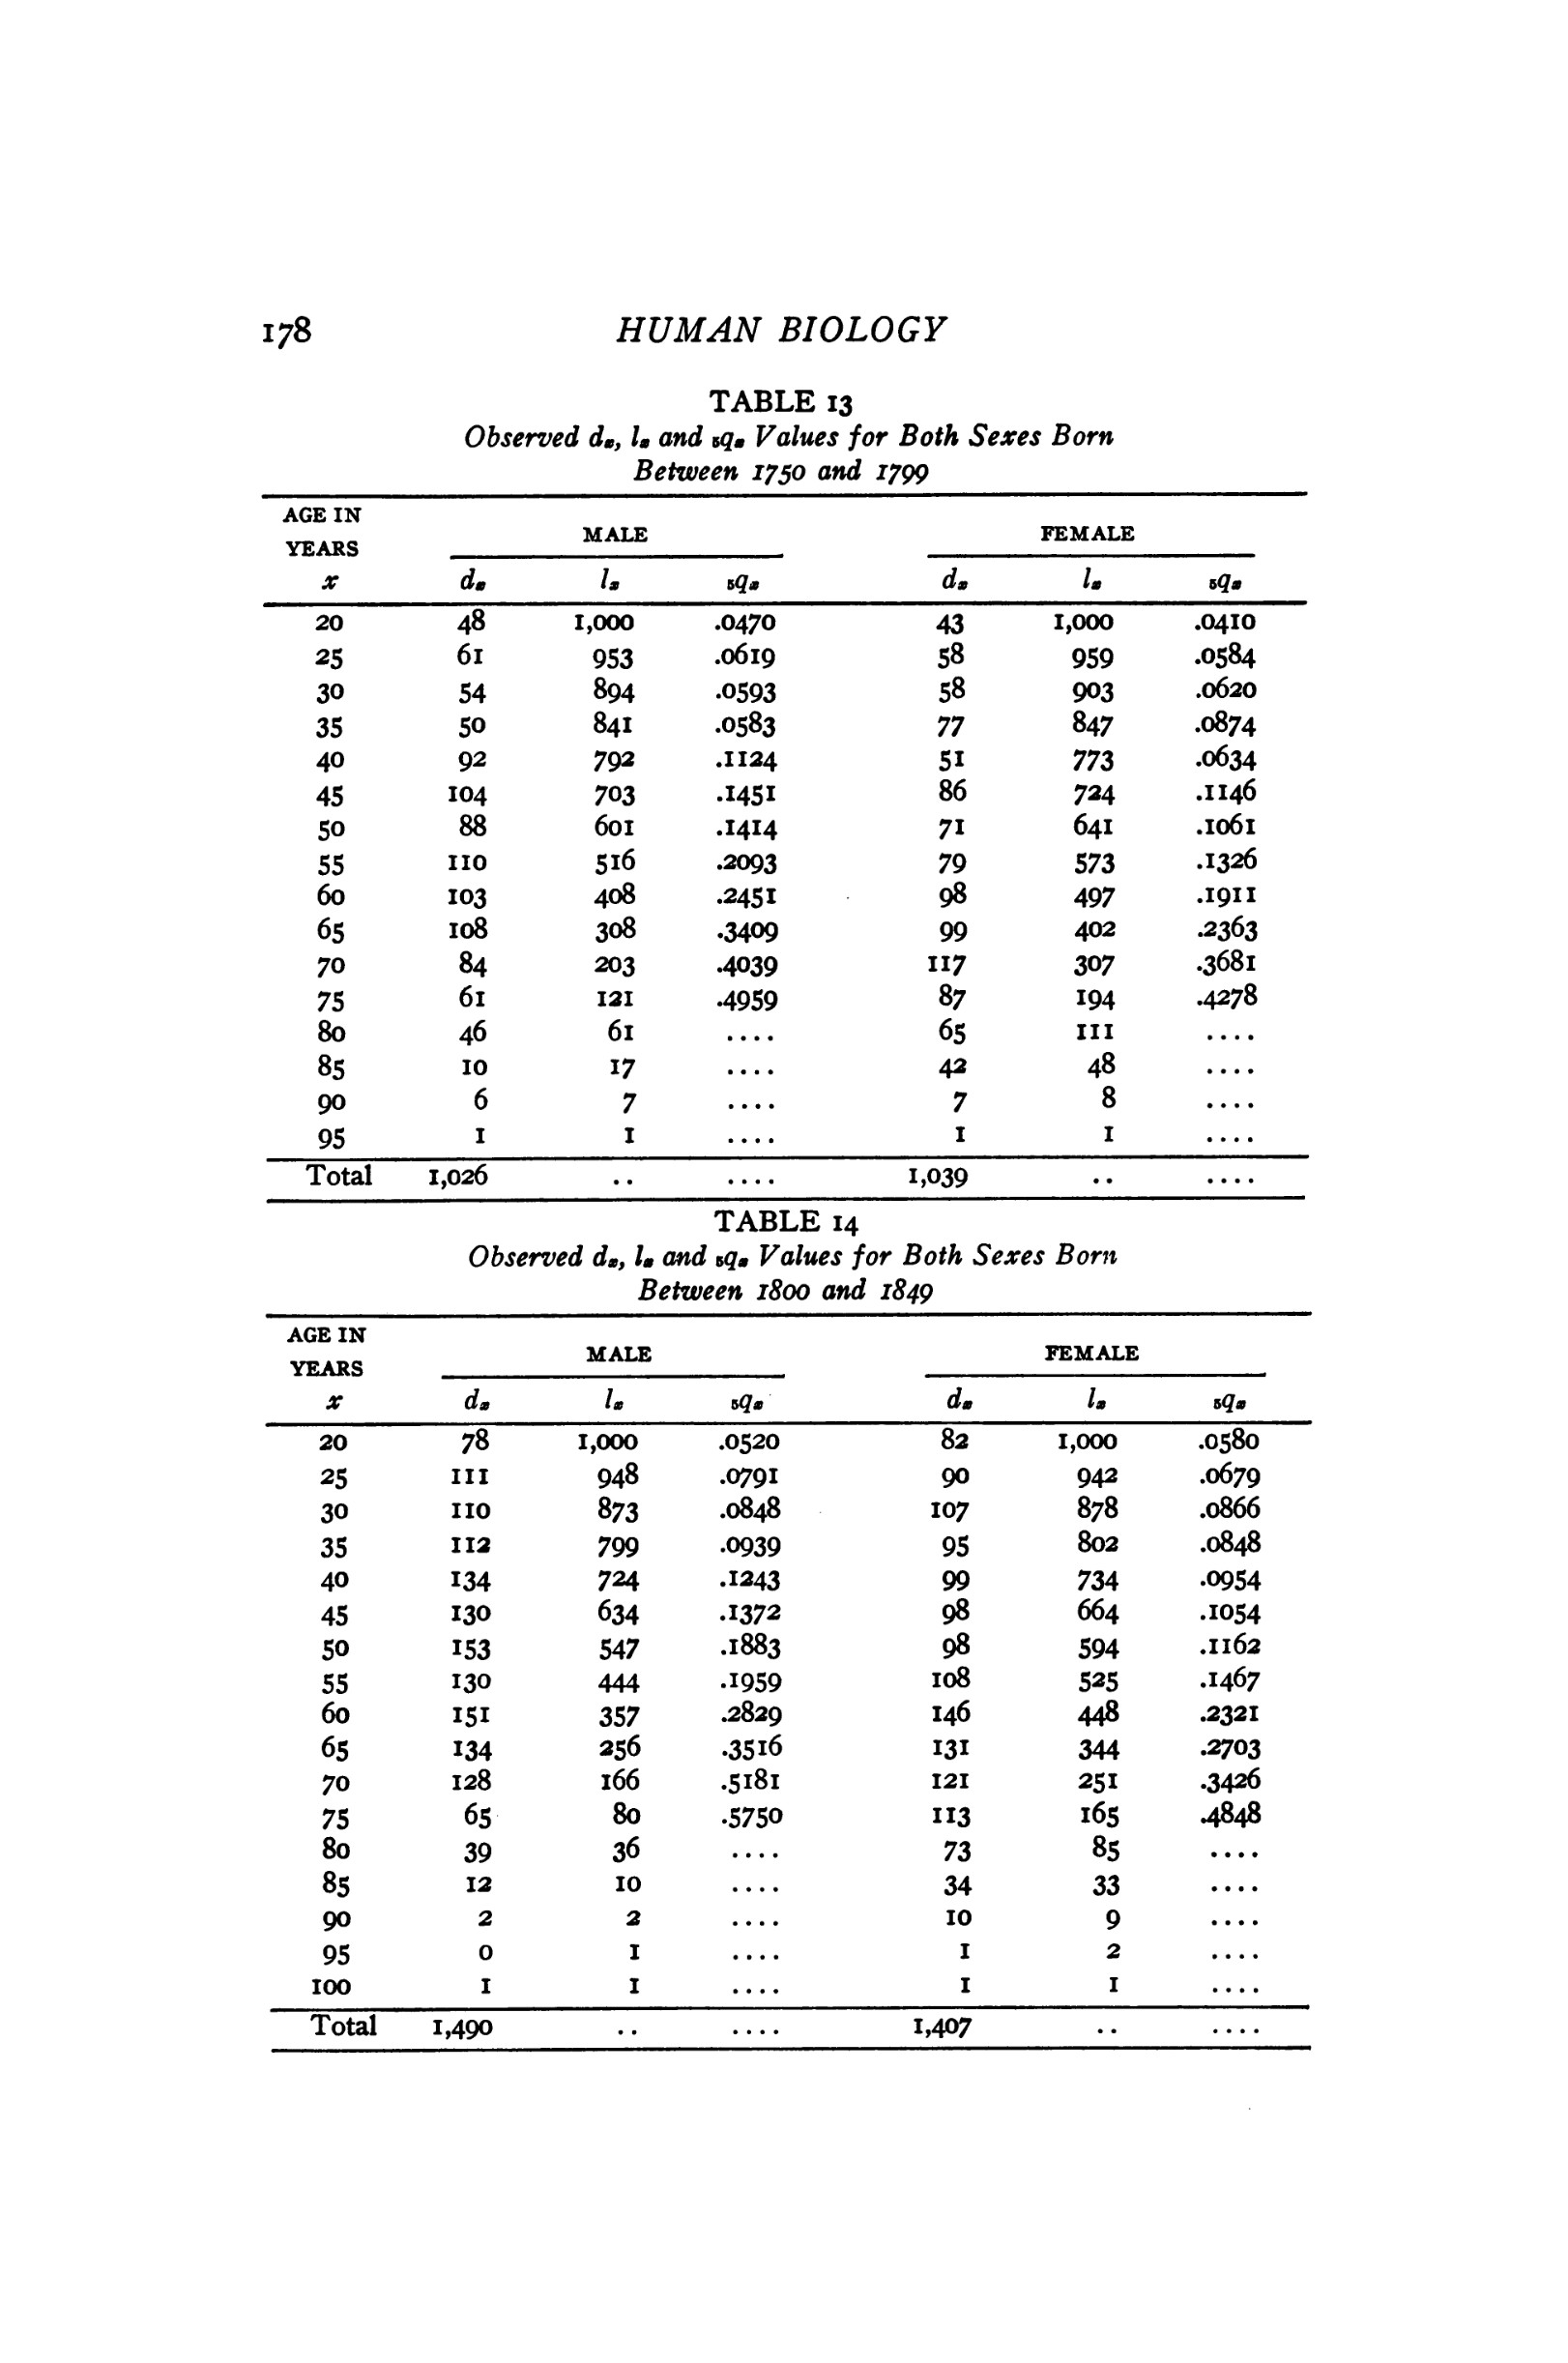 178 HUMAN BIOLOGY
TABLE 13
Observed dₓ, lₓ and ₅qₓ Values for Both Sexes Born
Between 1750 and 1799
AGE IN
YEARS MALE FEMALE
x dₓ lₓ ₅qₓ dₓ lₓ ₅qₓ
20 48 1,000 .0470 43 1,000 .0410
25 61 953 .0619 58 959 .0584
30 54 894 .0593 58 903 .0620
35 50 841 .0583 77 847 .0874
40 92 792 .1124 51 773 .0634
45 104 703 .1451 86 724 .1146
50 88 601 .1414 71 641 .1061
55 110 516 .2093 79 573 .1326
60 103 408 .2451 98 497 .1911
65 108 308 .3409 99 402 .2363
70 84 203 .4039 117 307 .3681
75 61 121 .4959 87 194 .4278
80 46 61 .... 65 111 ....
85 10 17 .... 42 48 ....
90 6 7 .... 7 8 ....
95 1 1 .... 1 1 ....
Total 1,026 .. .... 1,039 .. ....
TABLE 14
Observed dₓ, lₓ and ₅qₓ Values for Both Sexes Born
Between 1800 and 1849
AGE IN
YEARS MALE FEMALE
x dₓ lₓ ₅qₓ dₓ lₓ ₅qₓ
20 78 1,000 .0520 82 1,000 .0580
25 111 948 .0791 90 942 .0679
30 110 873 .0848 107 878 .0866
35 112 799 .0939 95 802 .0848
40 134 724 .1243 99 734 .0954
45 130 634 .1372 98 664 .1054
50 153 547 .1883 98 594 .1162
55 130 444 .1959 108 525 .1467
60 151 357 .2829 146 448 .2321
65 134 256 .3516 131 344 .2703
70 128 166 .5181 121 251 .3426
75 65 80 .5750 113 165 .4848
80 39 36 .... 73 85 ....
85 12 10 .... 34 33 ....
90 2 2 .... 10 9 ....
95 0 1 .... 1 2 ....
100 1 1 .... 1 1 ....
Total 1,490 .. .... 1,407 .. ....